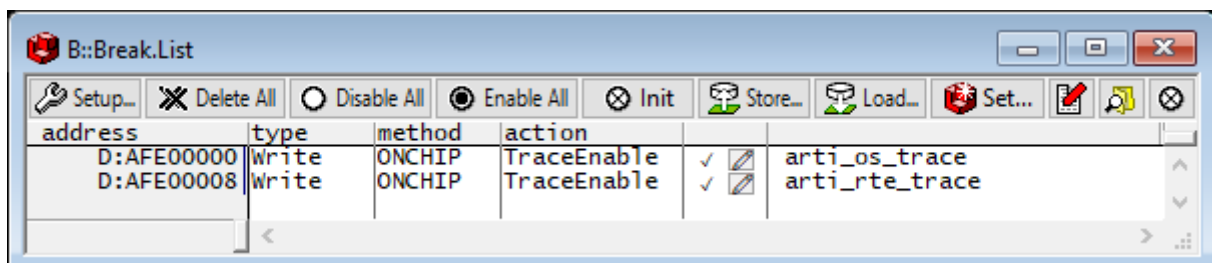 B::Break.List
Setup... Delete All Disable All Enable All Init Store... Load... Set...
address type method action
D:AFE00000 Write ONCHIP TraceEnable ✓ arti_os_trace
D:AFE00008 Write ONCHIP TraceEnable ✓ arti_rte_trace